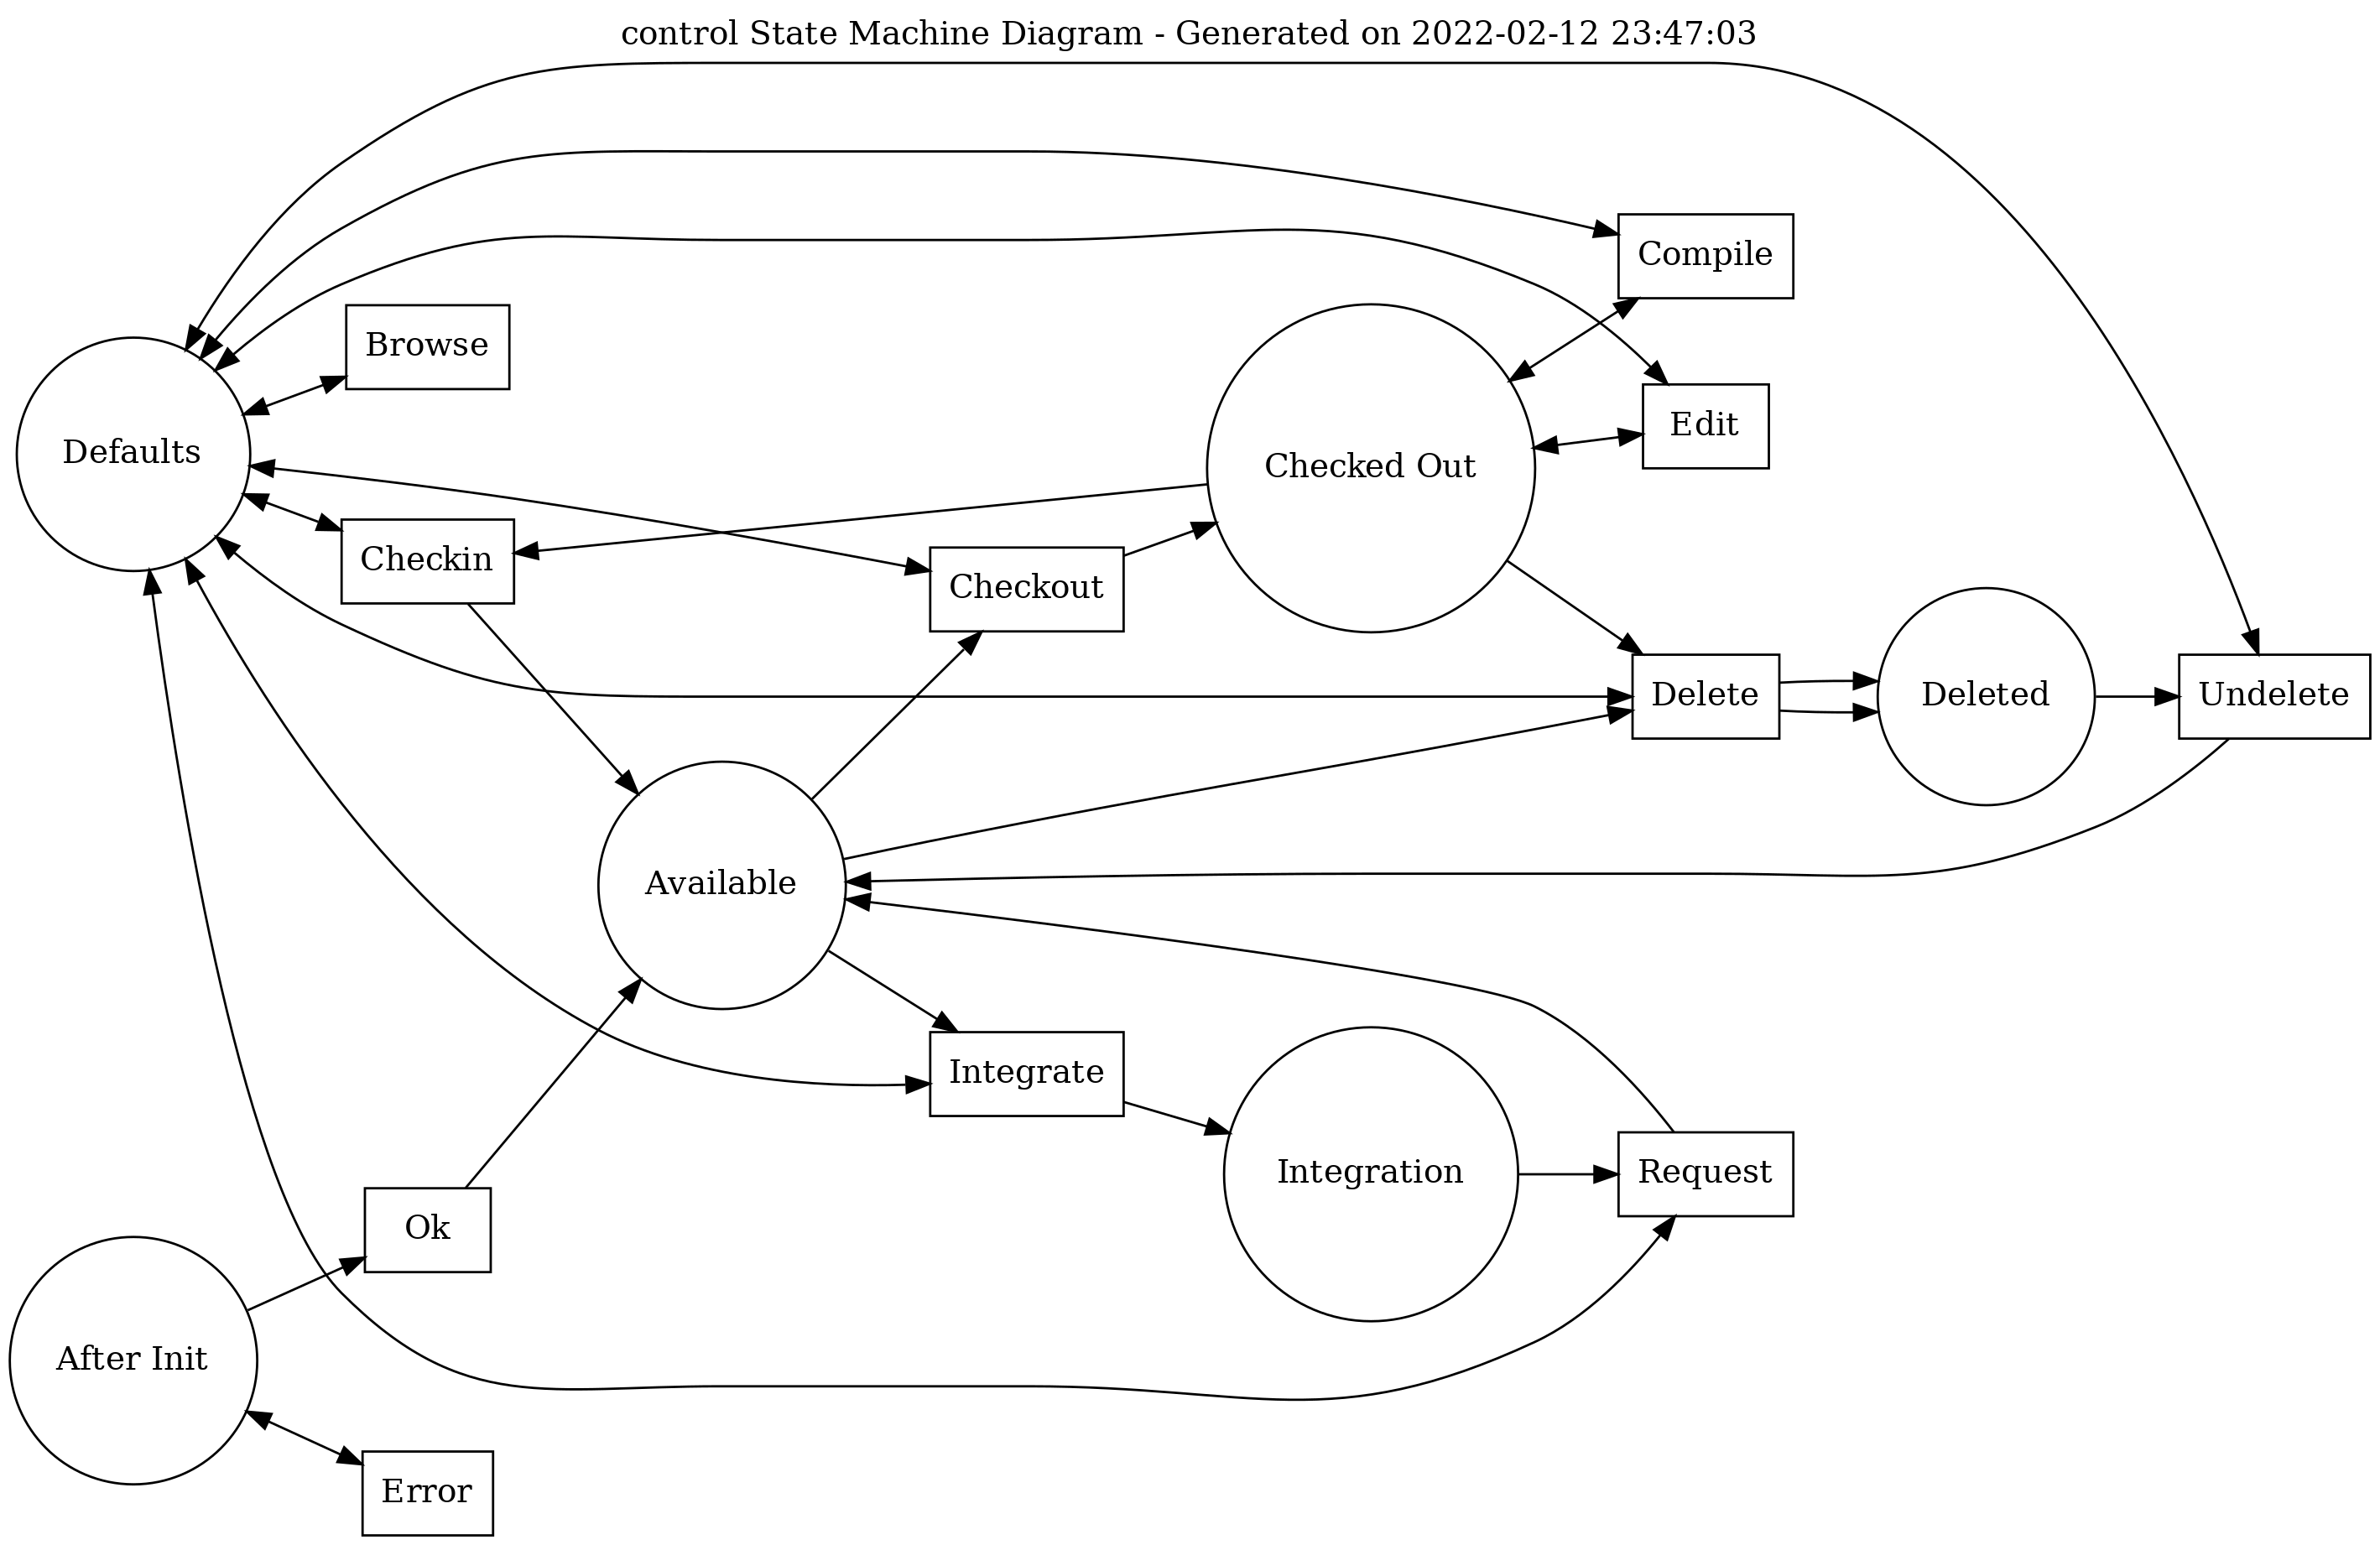 control State Machine Diagram - Generated on 2022-02-12 23:47:03
Compile
Browse
Edit
Defaults
Checked Out
Checkin
Checkout
Delete
Deleted
Undelete
Available
Integrate
Integration
Request
Ok
After Init
Error